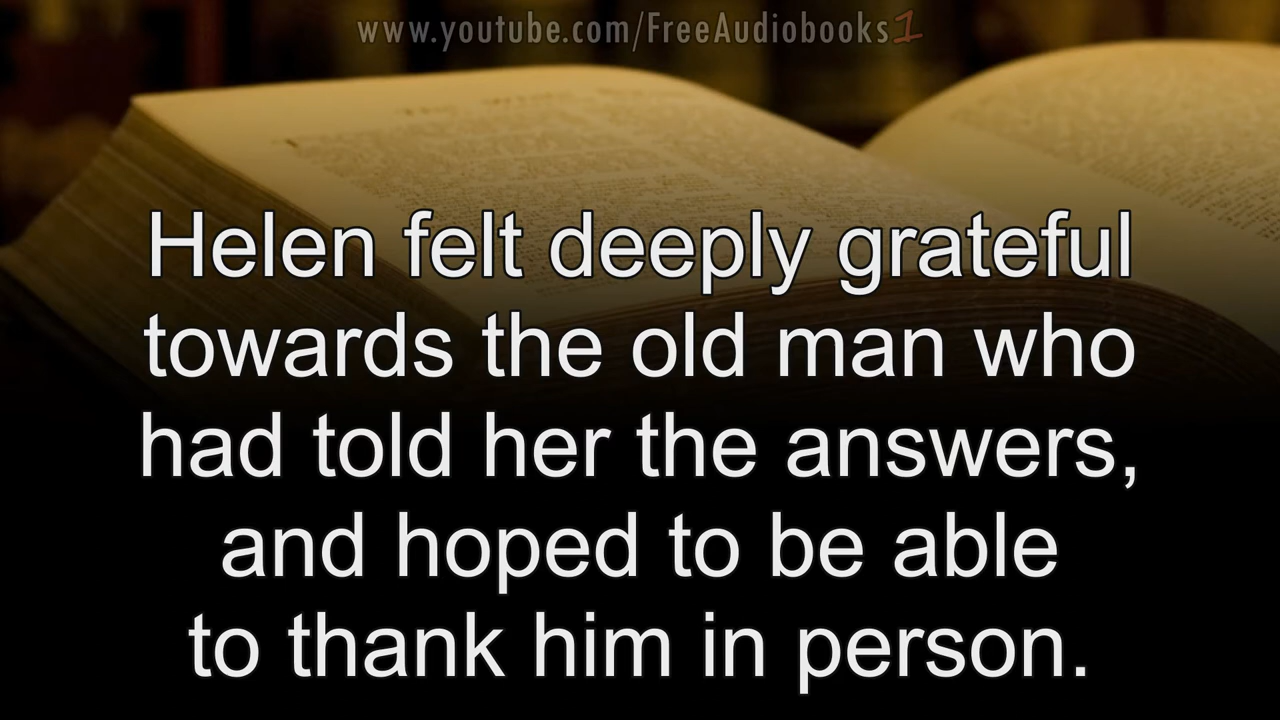 www.youtube.com/FreeAudiobooks1
Helen felt deeply grateful
towards the old man who
had told her the answers,
and hoped to be able
to thank him in person.